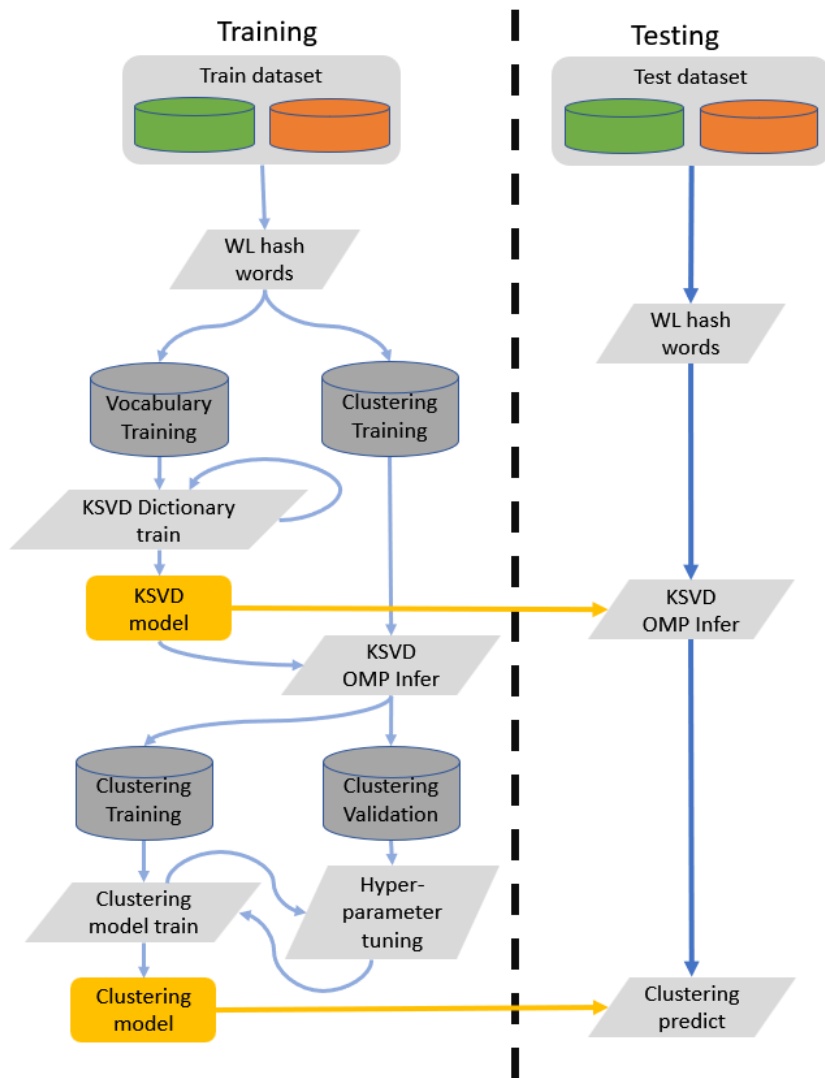 Training
Testing
Train dataset
Test dataset
WL hash
words
WL hash
words
Vocabulary
Training
Clustering
Training
KSVD Dictionary
train
KSVD
model
KSVD
OMP Infer
KSVD
OMP Infer
Clustering
Training
Clustering
Validation
Clustering
model train
Hyper-
parameter
tuning
Clustering
model
Clustering
predict